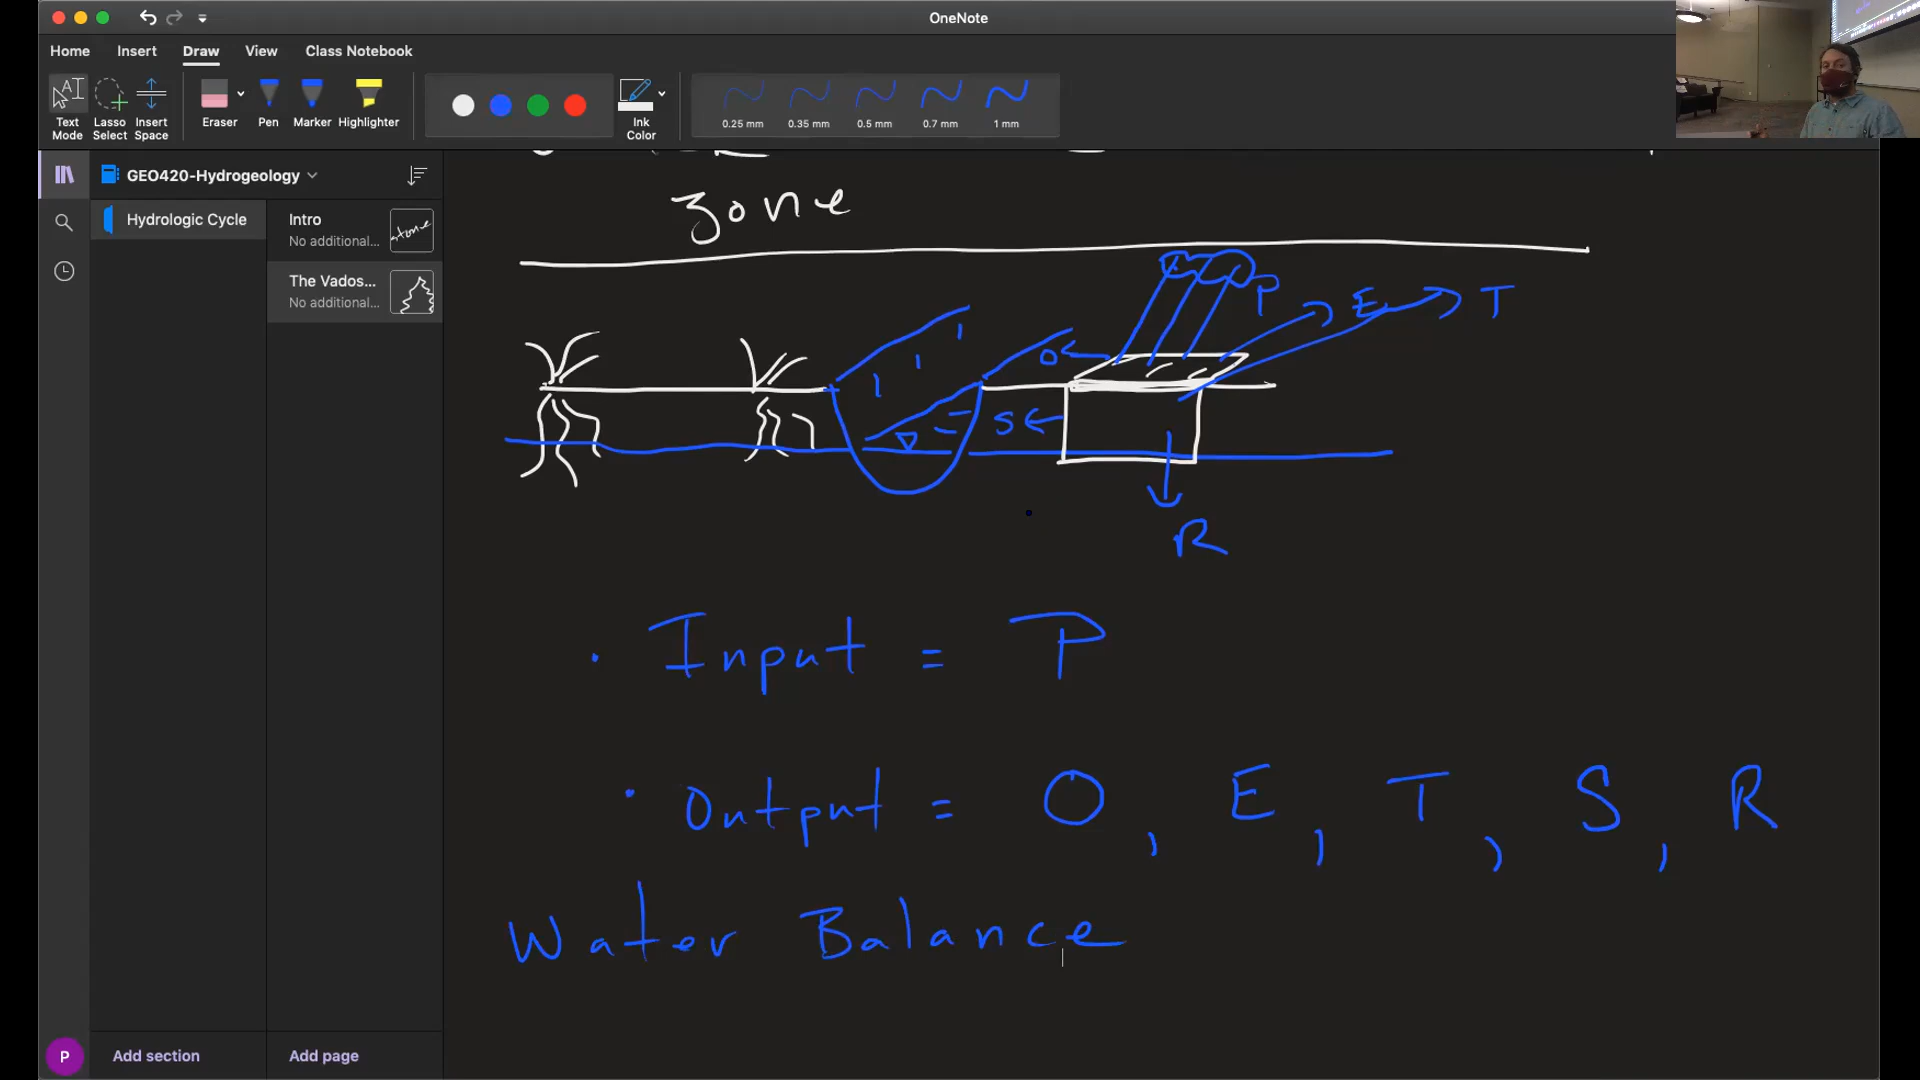 OneNote
Home Insert Draw View Class Notebook
Text Mode
Lasso Select
Insert Space
Eraser
Pen
Marker
Highlighter
Ink Color
0.25 mm 0.35 mm 0.5 mm 0.7 mm 1 mm
GEO420-Hydrogeology
Hydrologic Cycle
Intro
No additional...
The Vados...
No additional...
zone
P
E T
O
S
R
· Input = P
· Output = O, E, T, S, R
Water Balance
P
Add section
Add page